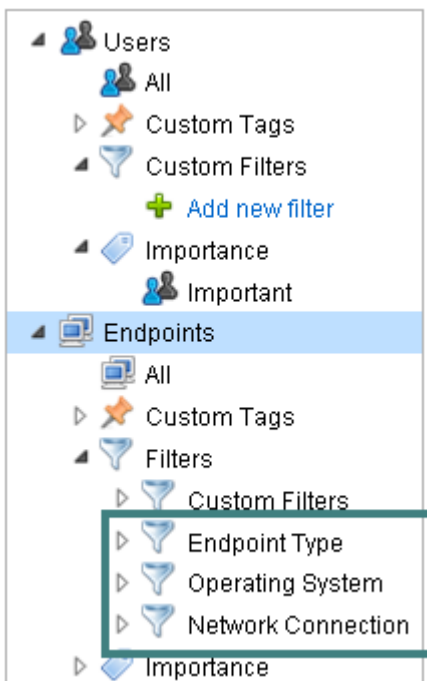 Users
All
Custom Tags
Custom Filters
Add new filter
Importance
Important
Endpoints
All
Custom Tags
Filters
Custom Filters
Endpoint Type
Operating System
Network Connection
Importance